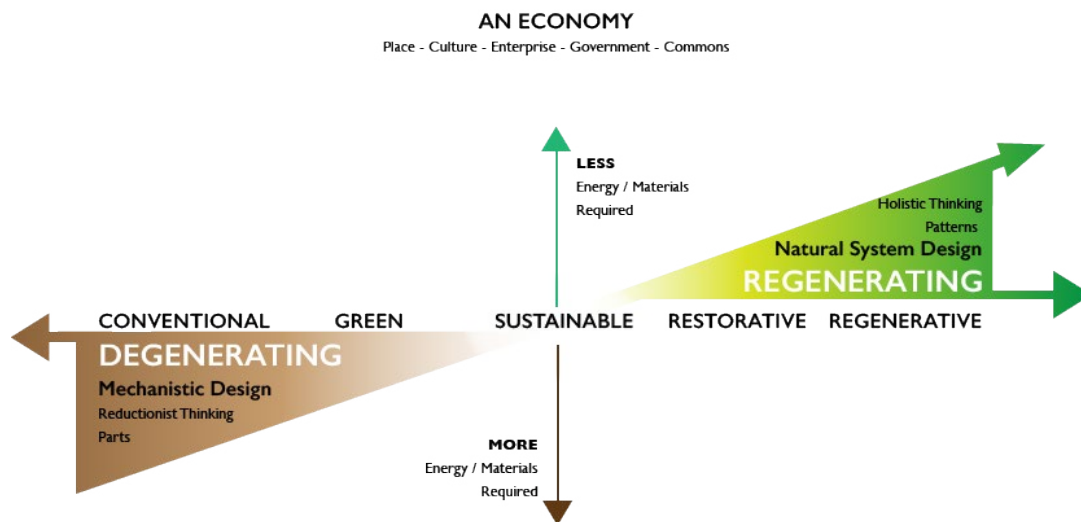 AN ECONOMY
Place - Culture - Enterprise - Government - Commons
LESS
Energy / Materials
Required
Holistic Thinking
Patterns
Natural System Design
REGENERATING
CONVENTIONAL GREEN SUSTAINABLE RESTORATIVE REGENERATIVE
DEGENERATING
Mechanistic Design
Reductionist Thinking
Parts
MORE
Energy / Materials
Required